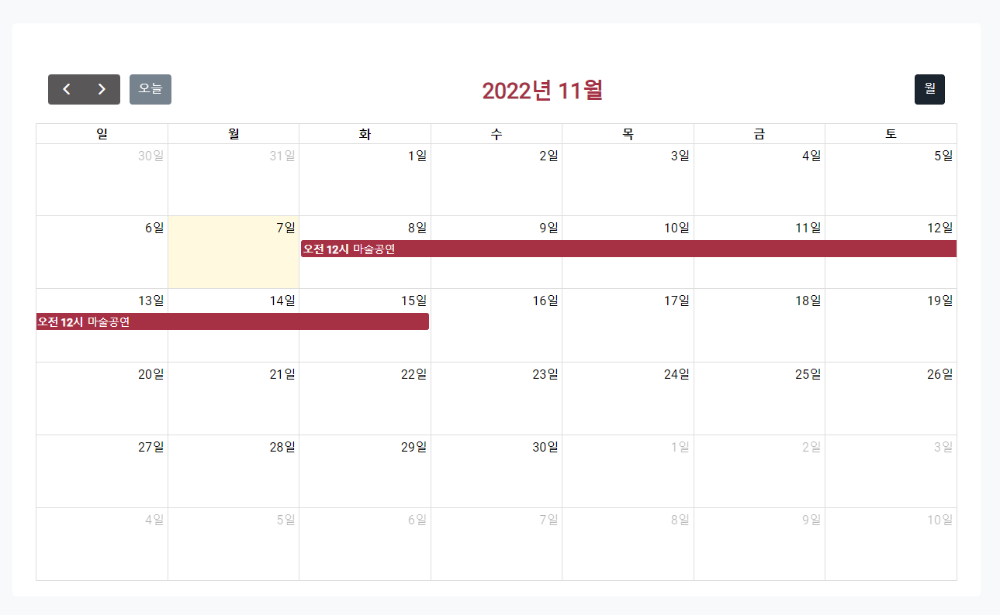 오늘
2022년 11월
월
일 월 화 수 목 금 토
30일 31일 1일 2일 3일 4일 5일
6일 7일 8일 9일 10일 11일 12일
오전 12시 마술공연
13일 14일 15일 16일 17일 18일 19일
오전 12시 마술공연
20일 21일 22일 23일 24일 25일 26일
27일 28일 29일 30일 1일 2일 3일
4일 5일 6일 7일 8일 9일 10일